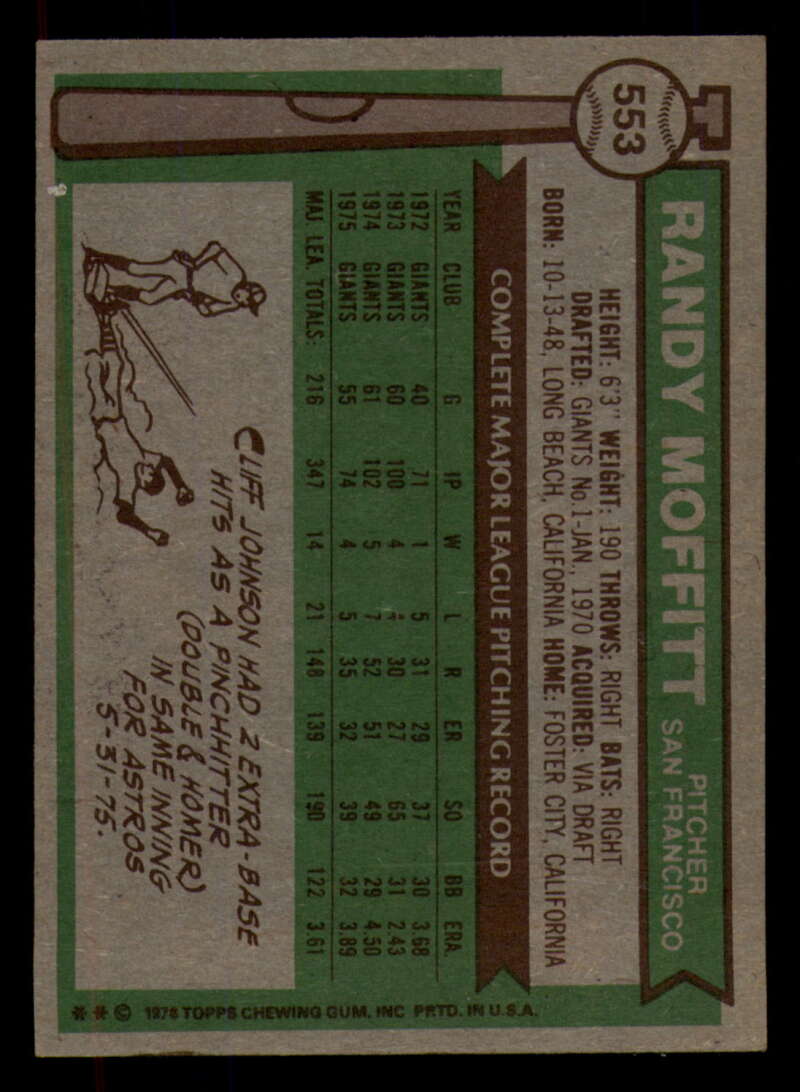 553
RANDY MOFFITT
PITCHER
SAN FRANCISCO
HEIGHT: 6'3" WEIGHT: 190 THROWS: RIGHT BATS: RIGHT
DRAFTED: GIANTS No.1-JAN, 1970 ACQUIRED: VIA DRAFT
BORN: 10-13-48, LONG BEACH, CALIFORNIA HOME: FOSTER CITY, CALIFORNIA
COMPLETE MAJOR LEAGUE PITCHING RECORD
YEAR CLUB G IP W L R ER SO BB ERA
1972 GIANTS 40 71 1 5 31 29 37 30 3.68
1973 GIANTS 60 100 4 30 27 65 31 2.43
1974 GIANTS 61 102 5 7 52 51 49 29 4.50
1975 GIANTS 55 74 4 5 35 32 39 32 3.89
MAJ. LEA. TOTALS: 216 347 14 21 148 139 190 122 3.61
CLIFF JOHNSON HAD 2 EXTRA-BASE
HITS AS A PINCHHITTER
(DOUBLE & HOMER)
IN SAME INNING
FOR ASTROS
5-31-75.
** © 1976 TOPPS CHEWING GUM, INC PRTD. IN U.S.A.